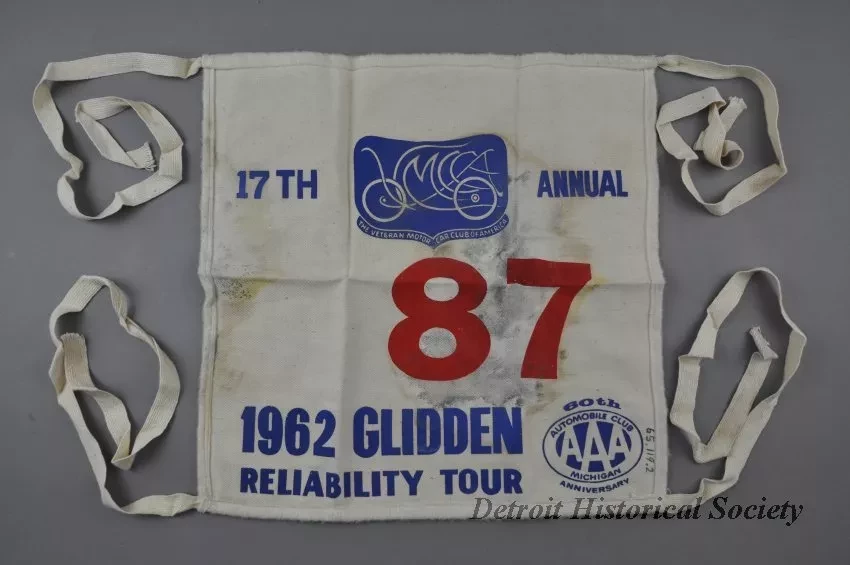 17TH
VMCCA
ANNUAL
THE VETERAN MOTOR CAR CLUB OF AMERICA
87
1962 GLIDDEN
RELIABILITY TOUR
60th
AUTOMOBILE CLUB
AAA
MICHIGAN
ANNIVERSARY
65.119.2
Detroit Historical Society